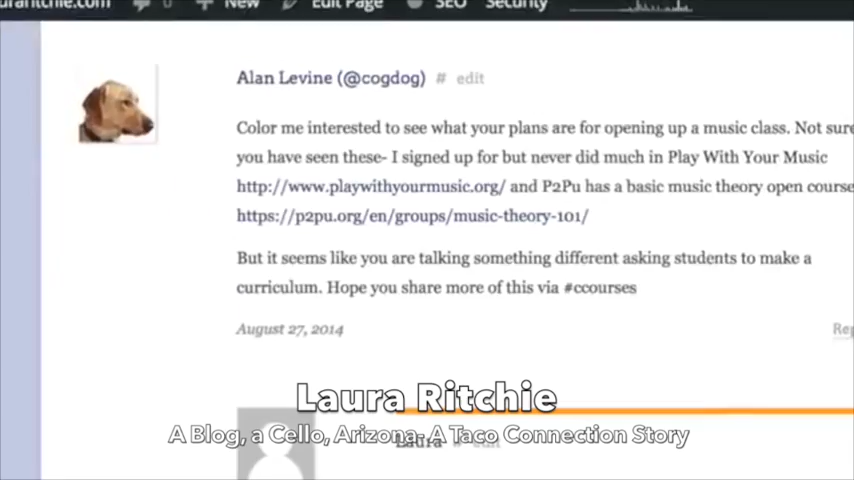 New Edit Page SEO Security
Alan Levine (@cogdog) # edit
Color me interested to see what your plans are for opening up a music class. Not sure
you have seen these- I signed up for but never did much in Play With Your Music
http://www.playwithyourmusic.org/ and P2Pu has a basic music theory open course
https://p2pu.org/en/groups/music-theory-101/
But it seems like you are talking something different asking students to make a
curriculum. Hope you share more of this via #ccourses
August 27, 2014
Laura Ritchie
A Blog, a Cello, Arizona- A Taco Connection Story
Laura # edit